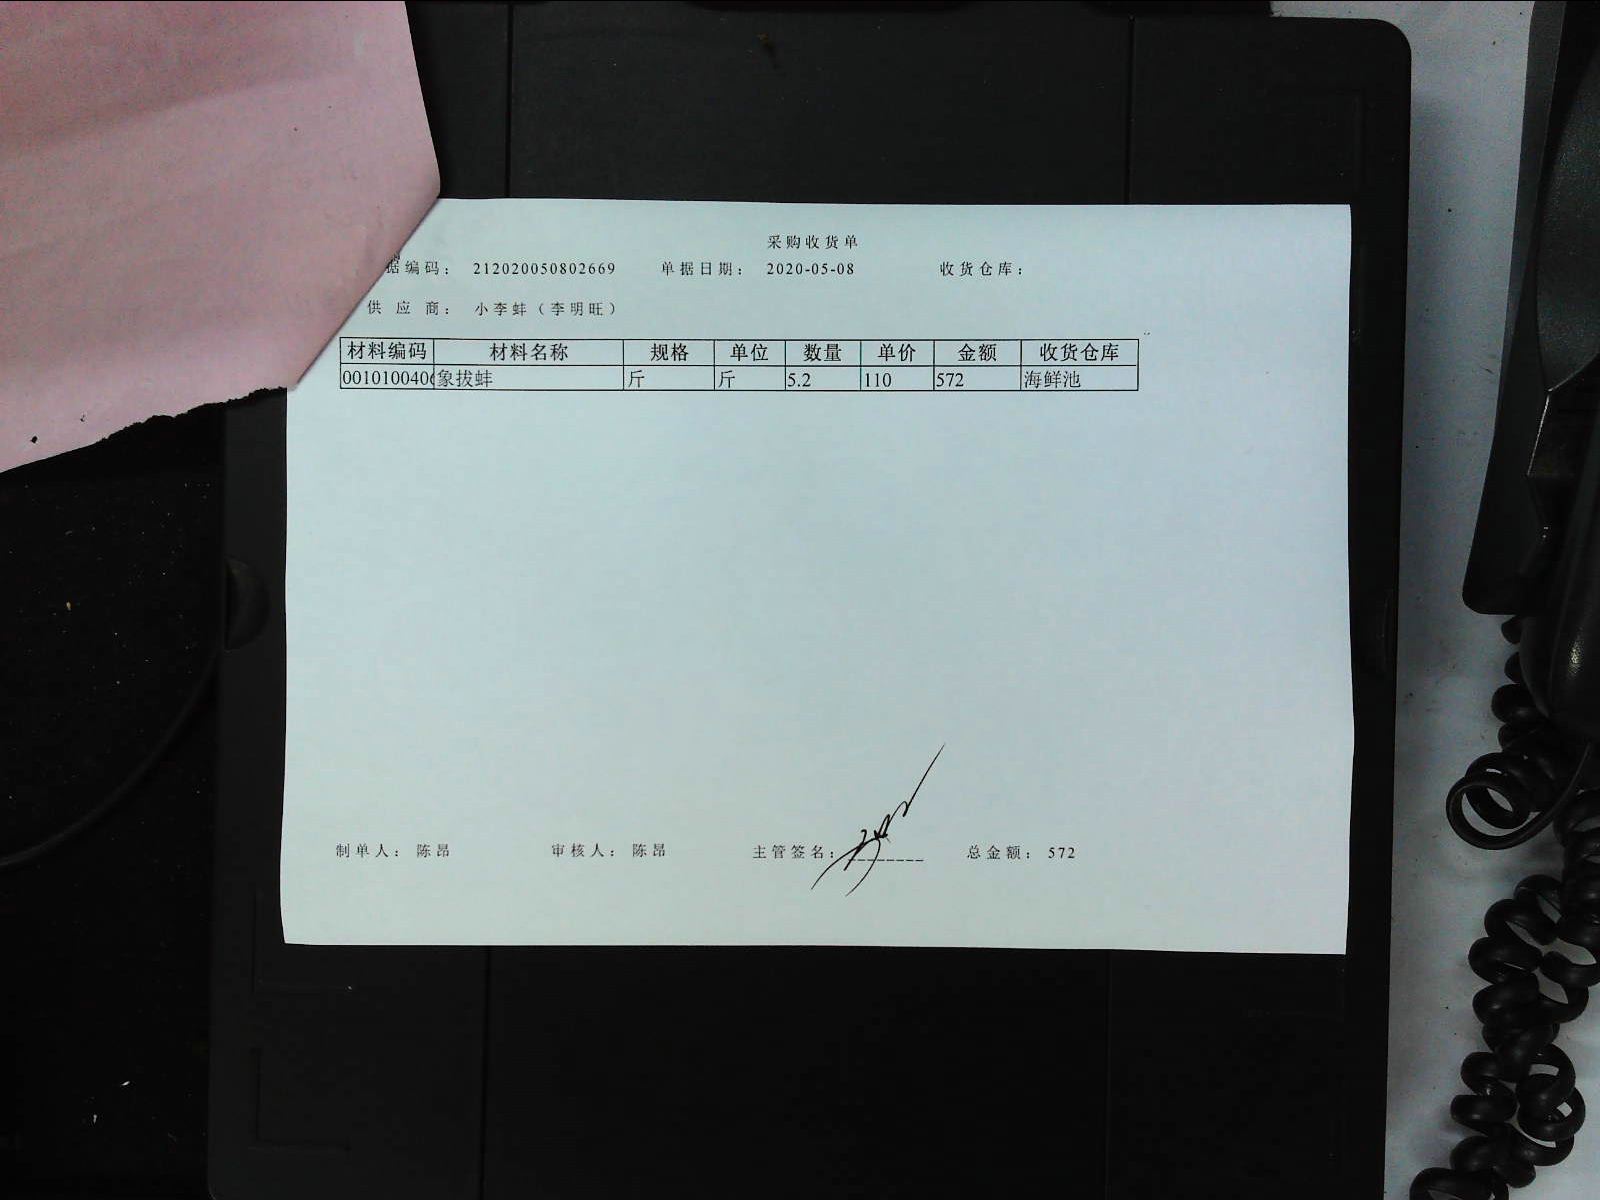 采购收货单
据编码: 212020050802669 单据日期: 2020-05-08 收货仓库:
供应商: 小李蚌(李明旺)
材料编码 材料名称 规格 单位 数量 单价 金额 收货仓库
0010100406 象拔蚌 斤 斤 5.2 110 572 海鲜池
制单人: 陈昂 审核人: 陈昂 主管签名: 总金额: 572